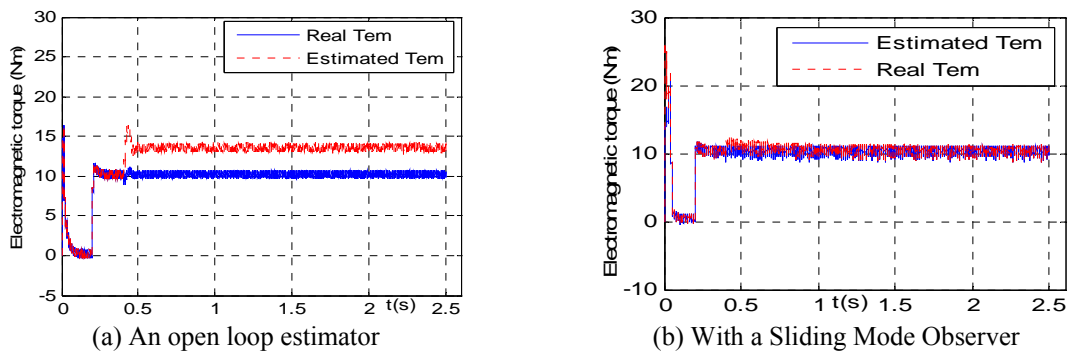 30
25
20
15
10
5
0
-5
Electromagnetic torque (Nm)
Real Tem
Estimated Tem
0 0.5 1 1.5 2 t(s) 2.5
(a) An open loop estimator
30
20
10
0
-10
Electromagnetic torque (Nm)
Estimated Tem
Real Tem
0 0.5 1 t(s) 1.5 2 2.5
(b) With a Sliding Mode Observer